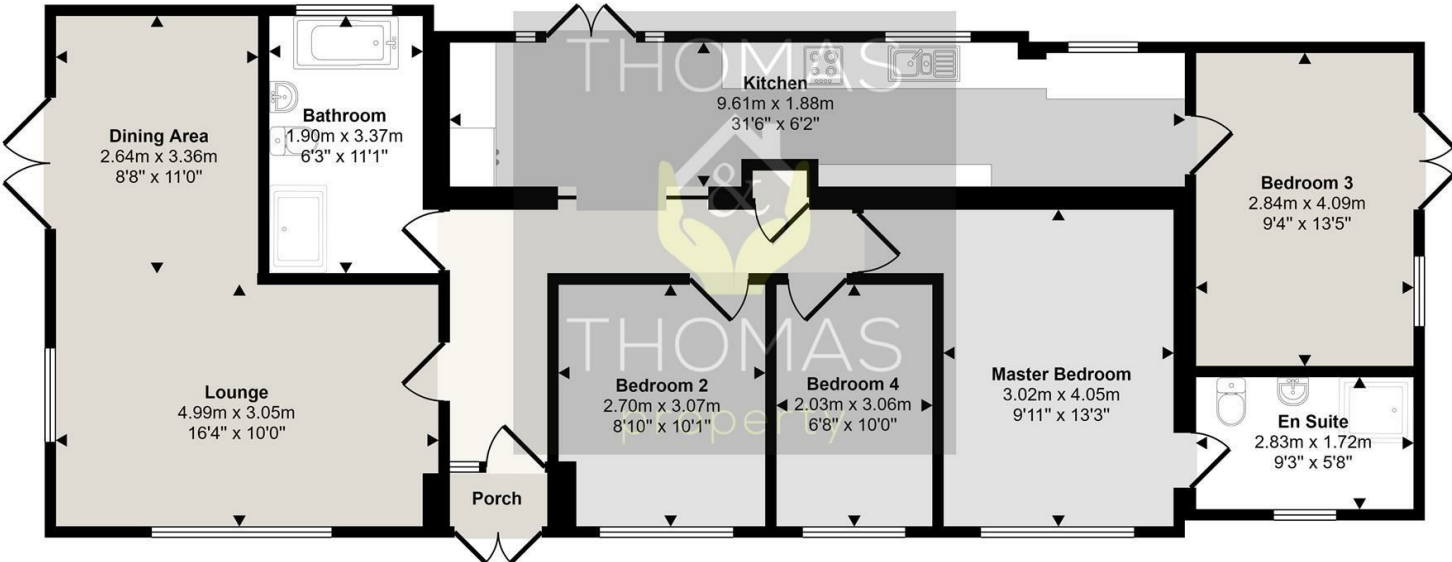 THOMAS
&
THOMAS
property
Dining Area
2.64m x 3.36m
8'8" x 11'0"
Bathroom
1.90m x 3.37m
6'3" x 11'1"
Kitchen
9.61m x 1.88m
31'6" x 6'2"
Bedroom 3
2.84m x 4.09m
9'4" x 13'5"
Lounge
4.99m x 3.05m
16'4" x 10'0"
Porch
Bedroom 2
2.70m x 3.07m
8'10" x 10'1"
Bedroom 4
2.03m x 3.06m
6'8" x 10'0"
Master Bedroom
3.02m x 4.05m
9'11" x 13'3"
En Suite
2.83m x 1.72m
9'3" x 5'8"